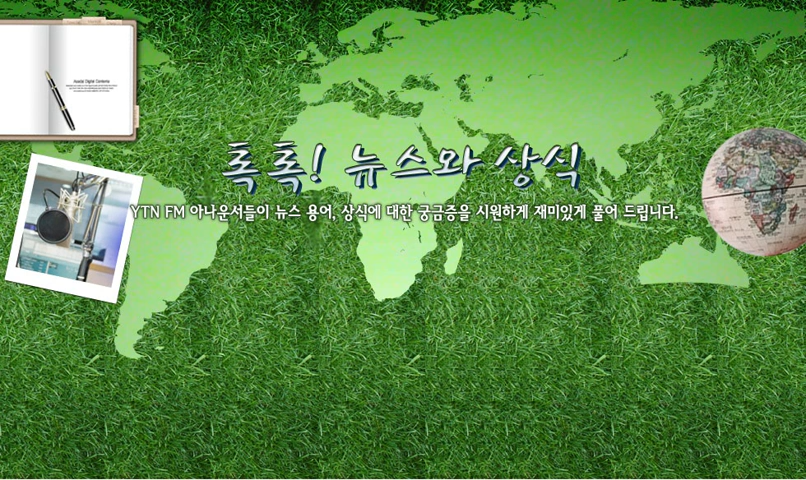 톡톡! 뉴스와 상식
YTN FM 아나운서들이 뉴스 용어, 상식에 대한 궁금증을 시원하게 재미있게 풀어 드립니다.